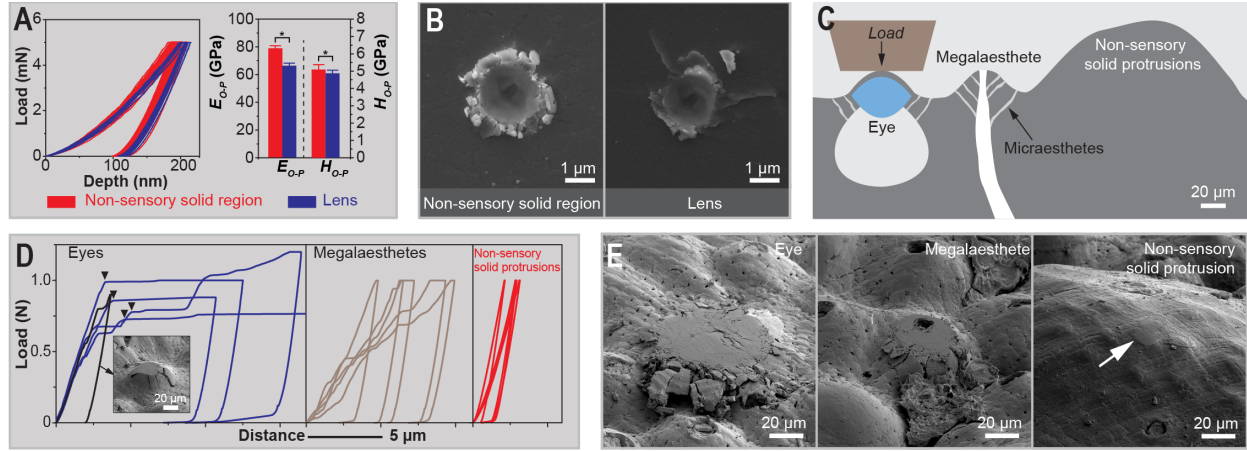 A
Load (mN)
6
4
2
0
0
100
200
Depth (nm)
E_O-P (GPa)
100
80
60
40
20
0
*
*
8
7
6
5
4
3
2
1
0
H_O-P (GPa)
E_O-P
H_O-P
Non-sensory solid region
Lens
B
1 µm
1 µm
Non-sensory solid region
Lens
C
Load
Eye
Megalaesthete
Micraesthetes
Non-sensory
solid protrusions
20 µm
D
Load (N)
1.0
0.5
0
Eyes
Megalaesthetes
Non-sensory
solid protrusions
20 µm
Distance
5 µm
E
Eye
20 µm
Megalaesthete
20 µm
Non-sensory
solid protrusion
20 µm